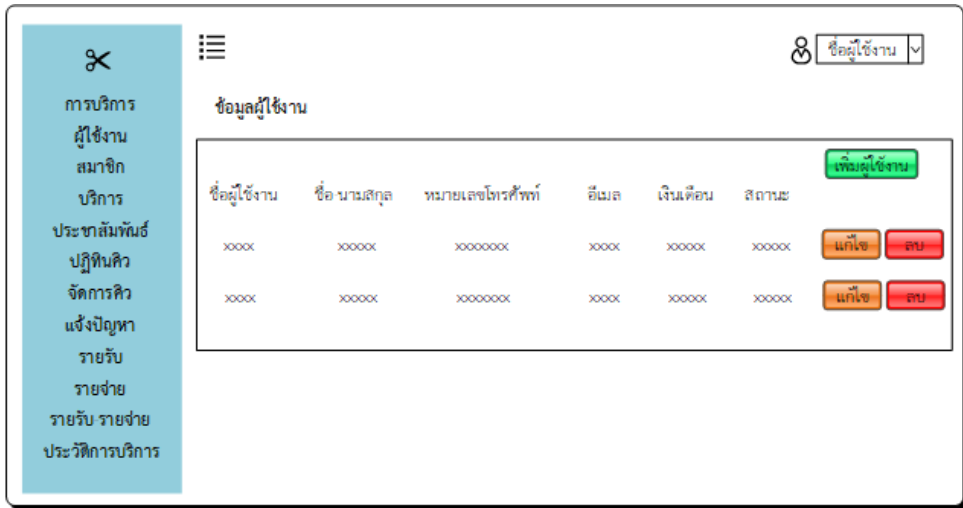 ชื่อผู้ใช้งาน
การบริการ
ผู้ใช้งาน
สมาชิก
บริการ
ประชาสัมพันธ์
ปฏิทินคิว
จัดการคิว
แจ้งปัญหา
รายรับ
รายจ่าย
รายรับ-รายจ่าย
ประวัติการบริการ
ข้อมูลผู้ใช้งาน
เพิ่มผู้ใช้งาน
ชื่อผู้ใช้งาน ชื่อ นามสกุล หมายเลขโทรศัพท์ อีเมล เงินเดือน สถานะ
xxxx xxxxx xxxxxxx xxxx xxxxx xxxxx แก้ไข ลบ
xxxx xxxxx xxxxxxx xxxx xxxxx xxxxx แก้ไข ลบ